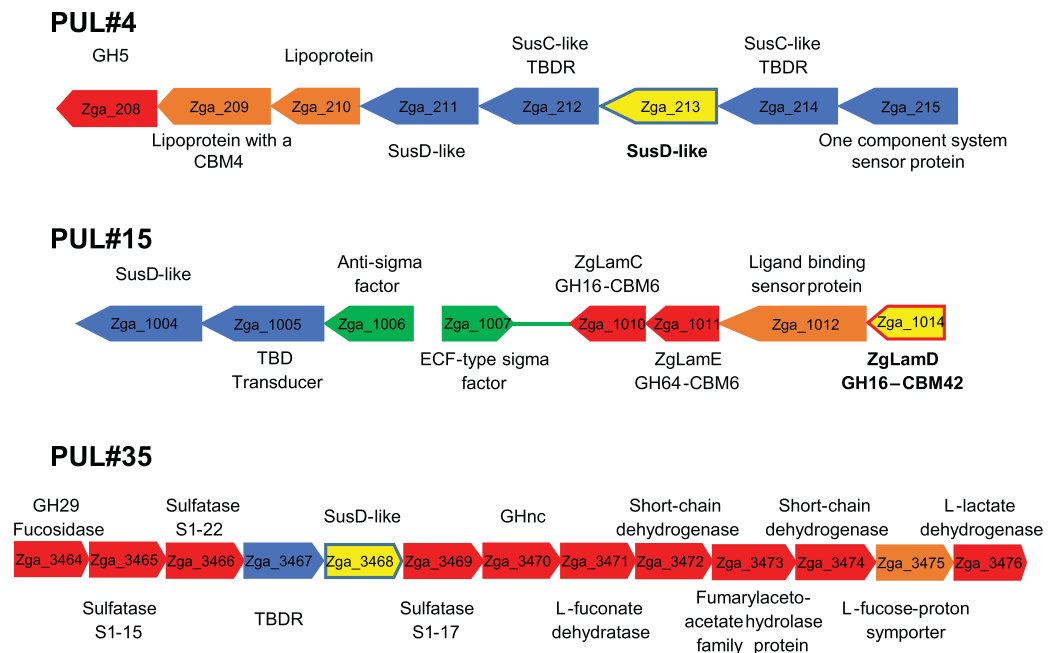 PUL#4
GH5
Lipoprotein
SusC-like
TBDR
SusC-like
TBDR
Zga_208
Zga_209
Zga_210
Zga_211
Zga_212
Zga_213
Zga_214
Zga_215
Lipoprotein with a
CBM4
SusD-like
SusD-like
One component system
sensor protein
PUL#15
SusD-like
Anti-sigma
factor
ZgLamC
GH16-CBM6
Ligand binding
sensor protein
Zga_1004
Zga_1005
Zga_1006
Zga_1007
Zga_1010
Zga_1011
Zga_1012
Zga_1014
TBD
Transducer
ECF-type sigma
factor
ZgLamE
GH64-CBM6
ZgLamD
GH16–CBM42
PUL#35
GH29
Fucosidase
Sulfatase
S1-22
SusD-like
GHnc
Short-chain
dehydrogenase
Short-chain
dehydrogenase
L-lactate
dehydrogenase
Zga_3464
Zga_3465
Zga_3466
Zga_3467
Zga_3468
Zga_3469
Zga_3470
Zga_3471
Zga_3472
Zga_3473
Zga_3474
Zga_3475
Zga_3476
Sulfatase
S1-15
TBDR
Sulfatase
S1-17
L-fuconate
dehydratase
Fumarylaceto-
acetatehydrolase
family protein
L-fucose-proton
symporter